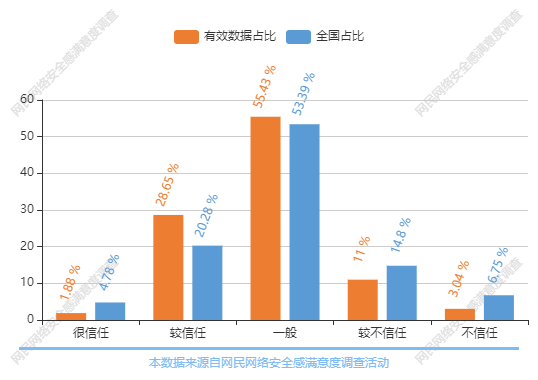 网民网络安全感满意度调查
网民网络安全感满意度调查
有效数据占比 全国占比
60
50
40
30
20
10
0
1.88 %
4.78 %
28.65 %
20.28 %
55.43 %
53.39 %
11 %
14.8 %
3.04 %
6.75 %
很信任 较信任 一般 较不信任 不信任
网民网络安全感满意度调查
网民网络安全感满意度调查
本数据来源自网民网络安全感满意度调查活动